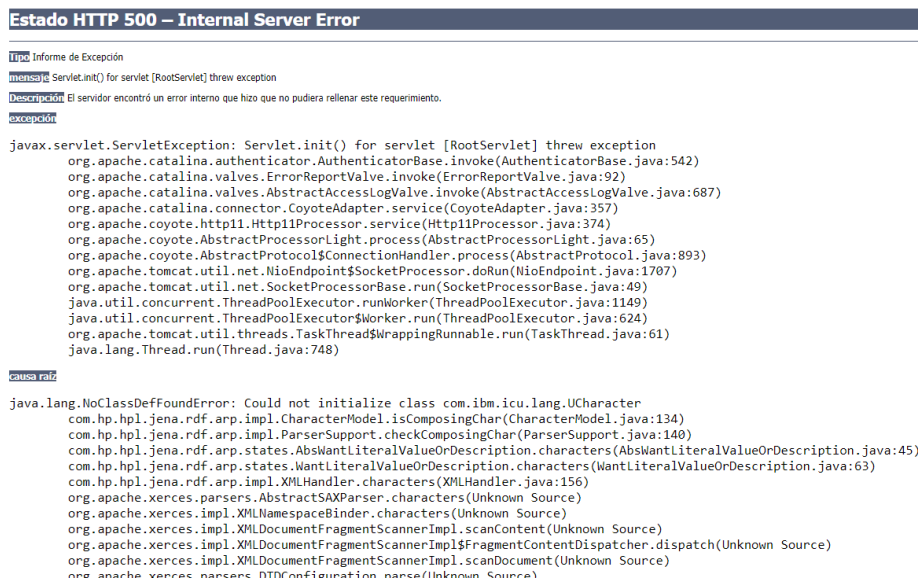 Estado HTTP 500 – Internal Server Error
Tipo Informe de Excepción
mensaje Servlet.init() for servlet [RootServlet] threw exception
Descripción El servidor encontró un error interno que hizo que no pudiera rellenar este requerimiento.
excepción
javax.servlet.ServletException: Servlet.init() for servlet [RootServlet] threw exception
org.apache.catalina.authenticator.AuthenticatorBase.invoke(AuthenticatorBase.java:542)
org.apache.catalina.valves.ErrorReportValve.invoke(ErrorReportValve.java:92)
org.apache.catalina.valves.AbstractAccessLogValve.invoke(AbstractAccessLogValve.java:687)
org.apache.catalina.connector.CoyoteAdapter.service(CoyoteAdapter.java:357)
org.apache.coyote.http11.Http11Processor.service(Http11Processor.java:374)
org.apache.coyote.AbstractProcessorLight.process(AbstractProcessorLight.java:65)
org.apache.coyote.AbstractProtocol$ConnectionHandler.process(AbstractProtocol.java:893)
org.apache.tomcat.util.net.NioEndpoint$SocketProcessor.doRun(NioEndpoint.java:1707)
org.apache.tomcat.util.net.SocketProcessorBase.run(SocketProcessorBase.java:49)
java.util.concurrent.ThreadPoolExecutor.runWorker(ThreadPoolExecutor.java:1149)
java.util.concurrent.ThreadPoolExecutor$Worker.run(ThreadPoolExecutor.java:624)
org.apache.tomcat.util.threads.TaskThread$WrappingRunnable.run(TaskThread.java:61)
java.lang.Thread.run(Thread.java:748)
causa raíz
java.lang.NoClassDefFoundError: Could not initialize class com.ibm.icu.lang.UCharacter
com.hp.hpl.jena.rdf.arp.impl.CharacterModel.isComposingChar(CharacterModel.java:134)
com.hp.hpl.jena.rdf.arp.impl.ParserSupport.checkComposingChar(ParserSupport.java:140)
com.hp.hpl.jena.rdf.arp.states.AbsWantLiteralValueOrDescription.characters(AbsWantLiteralValueOrDescription.java:45)
com.hp.hpl.jena.rdf.arp.states.WantLiteralValueOrDescription.characters(WantLiteralValueOrDescription.java:63)
com.hp.hpl.jena.rdf.arp.impl.XMLHandler.characters(XMLHandler.java:156)
org.apache.xerces.parsers.AbstractSAXParser.characters(Unknown Source)
org.apache.xerces.impl.XMLNamespaceBinder.characters(Unknown Source)
org.apache.xerces.impl.XMLDocumentFragmentScannerImpl.scanContent(Unknown Source)
org.apache.xerces.impl.XMLDocumentFragmentScannerImpl$FragmentContentDispatcher.dispatch(Unknown Source)
org.apache.xerces.impl.XMLDocumentFragmentScannerImpl.scanDocument(Unknown Source)
org.apache.xerces.parsers.DTDConfiguration.parse(Unknown Source)